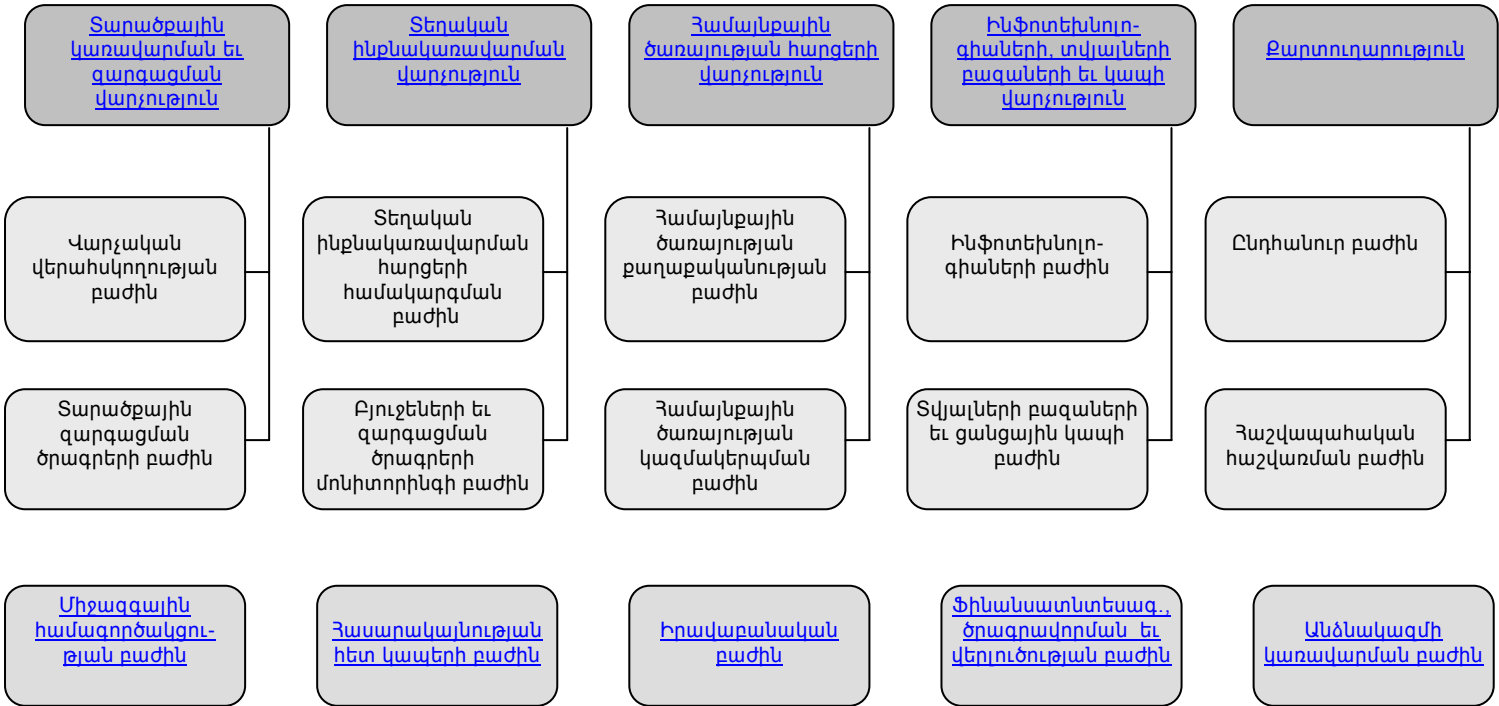 Տարածքային
կառավարման եւ
զարգացման
վարչություն
Տեղական
ինքնակառավարման
վարչություն
Համայնքային
ծառայության հարցերի
վարչություն
Ինֆոտեխնոլո-
գիաների, տվյալների
բազաների եւ կապի
վարչություն
Քարտուղարություն
Վարչական
վերահսկողության
բաժին
Տեղական
ինքնակառավարման
հարցերի
համակարգման
բաժին
Համայնքային
ծառայության
քաղաքականության
բաժին
Ինֆոտեխնոլո-
գիաների բաժին
Ընդհանուր բաժին
Տարածքային
զարգացման
ծրագրերի բաժին
Բյուջեների եւ
զարգացման
ծրագրերի
մոնիտորինգի բաժին
Համայնքային
ծառայության
կազմակերպման
բաժին
Տվյալների բազաների
եւ ցանցային կապի
բաժին
Հաշվապահական
հաշվառման բաժին
Միջազգային
համագործակցու-
թյան բաժին
Հասարակայնության
հետ կապերի բաժին
Իրավաբանական
բաժին
Ֆինանսատնտեսագ.,
ծրագրավորման եւ
վերլուծության բաժին
Անձնակազմի
կառավարման բաժին